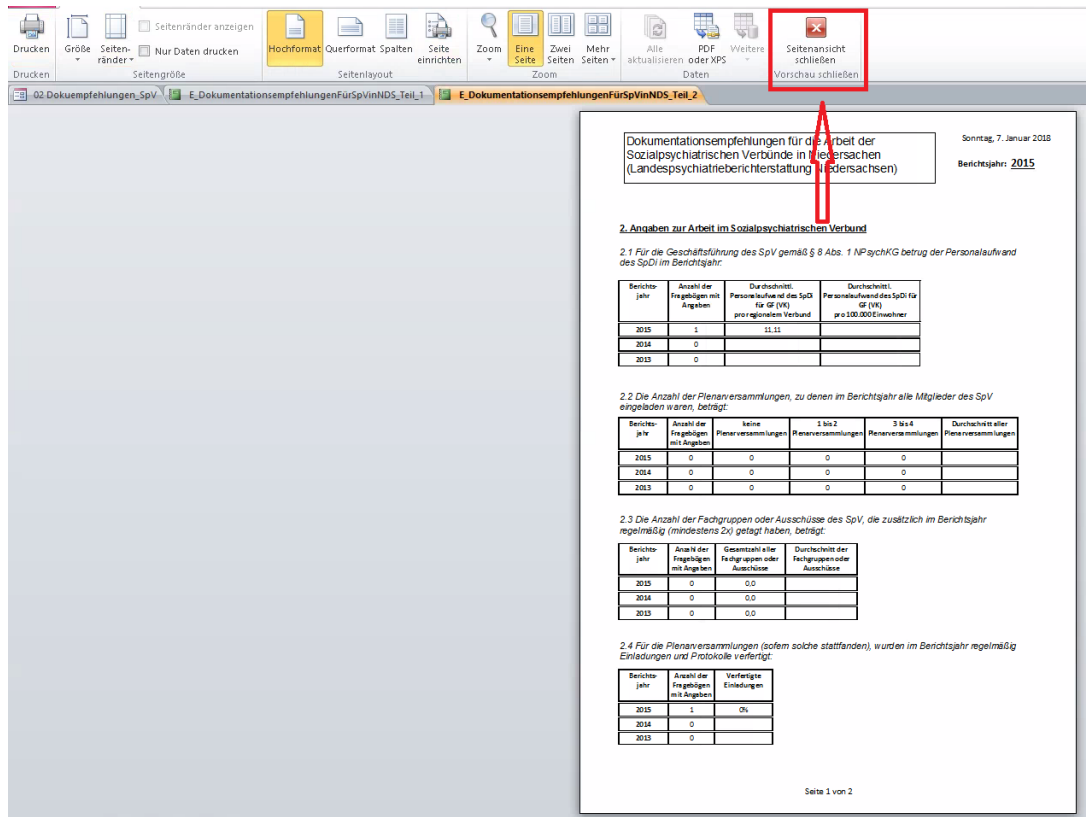 Drucken Größe Seiten- ränder Seitenränder anzeigen Nur Daten drucken Hochformat Querformat Spalten Seite einrichten Zoom Eine Seite Zwei Seiten Mehr Seiten Alle aktualisieren PDF oder XPS Weitere Seitenansicht schließen
Drucken Seitengröße Seitenlayout Zoom Daten Vorschau schließen
02 Dokuempfehlungen_SpV E_DokumentationsempfehlungenFürSpVinNDS_Teil_1 E_DokumentationsempfehlungenFürSpVinNDS_Teil_2
Dokumentationsempfehlungen für die Arbeit der
Sozialpsychiatrischen Verbünde in Niedersachen
(Landespsychiatrieberichterstattung Niedersachsen)
Sonntag, 7. Januar 2018
Berichtsjahr: 2015
2. Angaben zur Arbeit im Sozialpsychiatrischen Verbund
2.1 Für die Geschäftsführung des SpV gemäß § 8 Abs. 1 NPsychKG betrug der Personalaufwand
des SpDi im Berichtsjahr:
Berichts- jahr Anzahl der Fragebögen mit Angaben Durchschnittl. Personalaufwand des SpDi für GF (VK) pro regionalem Verbund Durchschnittl. Personalaufwand des SpDi für GF (VK) pro 100.000 Einwohner
2015 1 11,11
2014 0
2013 0
2.2 Die Anzahl der Plenarversammlungen, zu denen im Berichtsjahr alle Mitglieder des SpV
eingeladen waren, beträgt:
Berichts- jahr Anzahl der Fragebögen mit Angaben keine Plenarversammlungen 1 bis 2 Plenarversammlungen 3 bis 4 Plenarversammlungen Durchschnitt aller Plenarversammlungen
2015 0 0 0 0
2014 0 0 0 0
2013 0 0 0 0
2.3 Die Anzahl der Fachgruppen oder Ausschüsse des SpV, die zusätzlich im Berichtsjahr
regelmäßig (mindestens 2x) getagt haben, beträgt:
Berichts- jahr Anzahl der Fragebögen mit Angaben Gesamtzahl aller Fachgruppen oder Ausschüsse Durchschnitt der Fachgruppen oder Ausschüsse
2015 0 0,0
2014 0 0,0
2013 0 0,0
2.4 Für die Plenarversammlungen (sofern solche stattfanden), wurden im Berichtsjahr regelmäßig
Einladungen und Protokolle verfertigt:
Berichts- jahr Anzahl der Fragebögen mit Angaben Verfertigte Einladungen
2015 1 0%
2014 0
2013 0
Seite 1 von 2